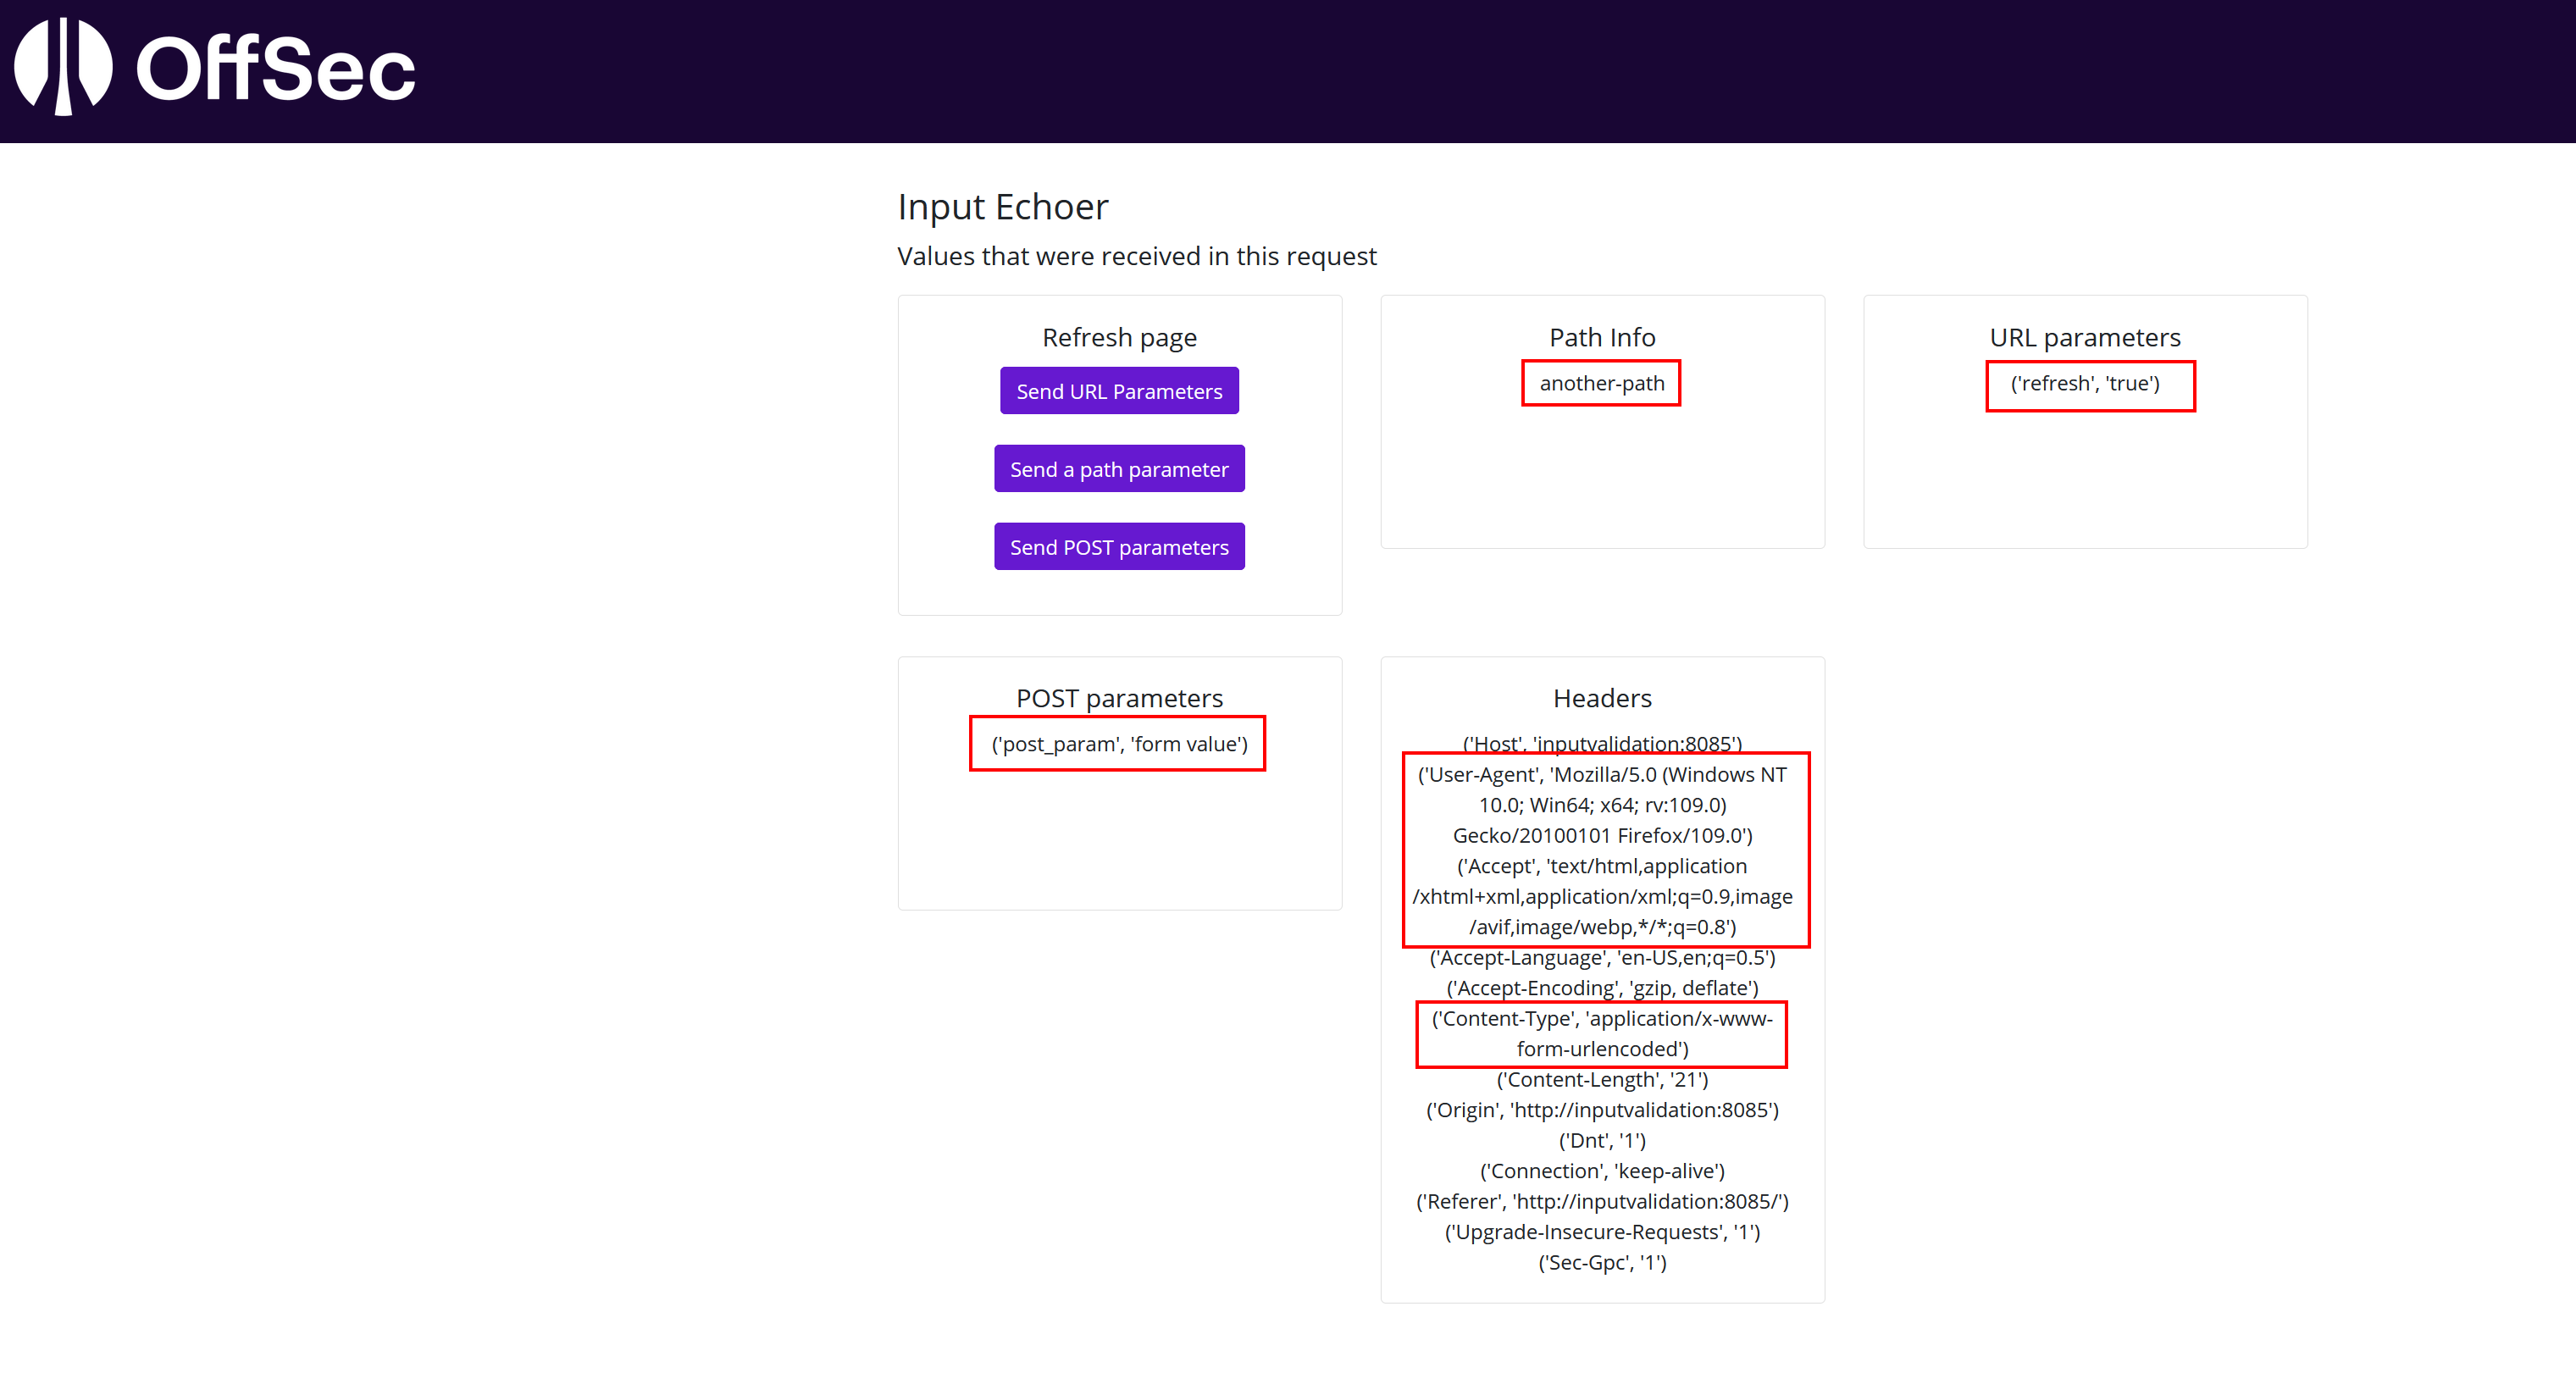 OffSec
Input Echoer
Values that were received in this request
Refresh page
Send URL Parameters
Send a path parameter
Send POST parameters
Path Info
another-path
URL parameters
('refresh', 'true')
POST parameters
('post_param', 'form value')
Headers
('Host', 'inputvalidation:8085')
('User-Agent', 'Mozilla/5.0 (Windows NT
10.0; Win64; x64; rv:109.0)
Gecko/20100101 Firefox/109.0')
('Accept', 'text/html,application
/xhtml+xml,application/xml;q=0.9,image
/avif,image/webp,*/*;q=0.8')
('Accept-Language', 'en-US,en;q=0.5')
('Accept-Encoding', 'gzip, deflate')
('Content-Type', 'application/x-www-
form-urlencoded')
('Content-Length', '21')
('Origin', 'http://inputvalidation:8085')
('Dnt', '1')
('Connection', 'keep-alive')
('Referer', 'http://inputvalidation:8085/')
('Upgrade-Insecure-Requests', '1')
('Sec-Gpc', '1')